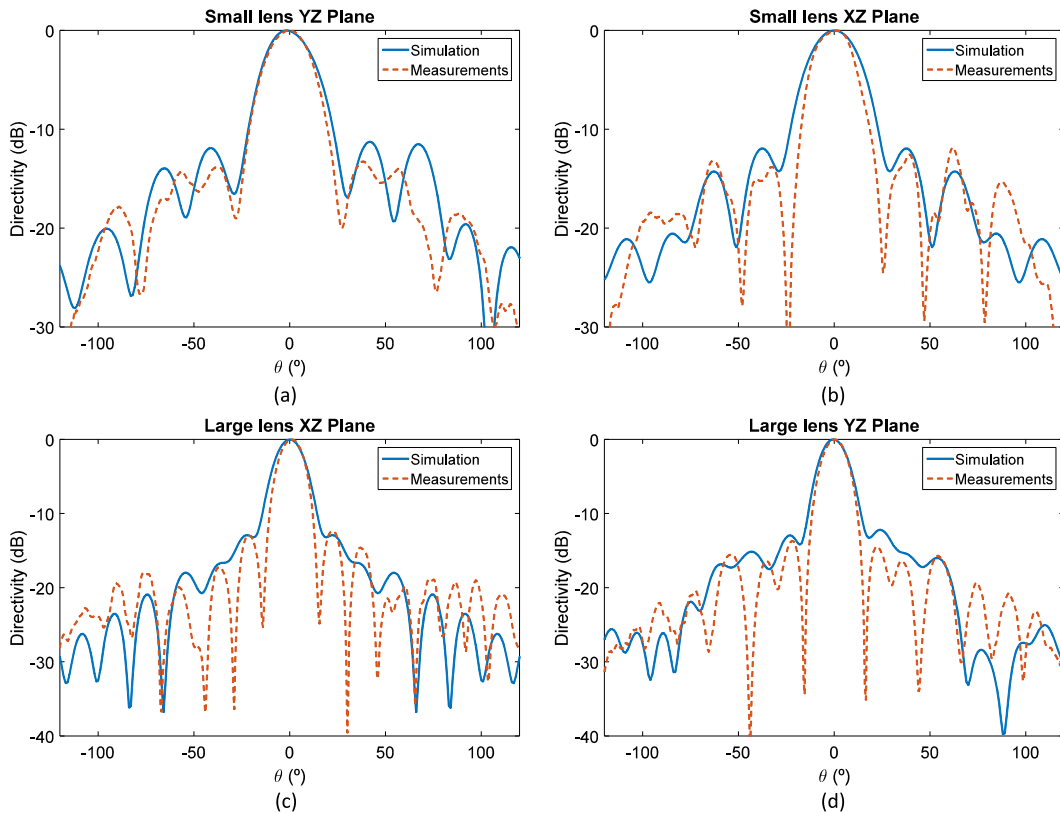 Small lens YZ Plane
0
-10
-20
-30
Directivity (dB)
Simulation
Measurements
-100 -50 0 50 100
θ (º)
(a)
Small lens XZ Plane
0
-10
-20
-30
Directivity (dB)
Simulation
Measurements
-100 -50 0 50 100
θ (º)
(b)
Large lens XZ Plane
0
-10
-20
-30
-40
Directivity (dB)
Simulation
Measurements
-100 -50 0 50 100
θ (º)
(c)
Large lens YZ Plane
0
-10
-20
-30
-40
Directivity (dB)
Simulation
Measurements
-100 -50 0 50 100
θ (º)
(d)